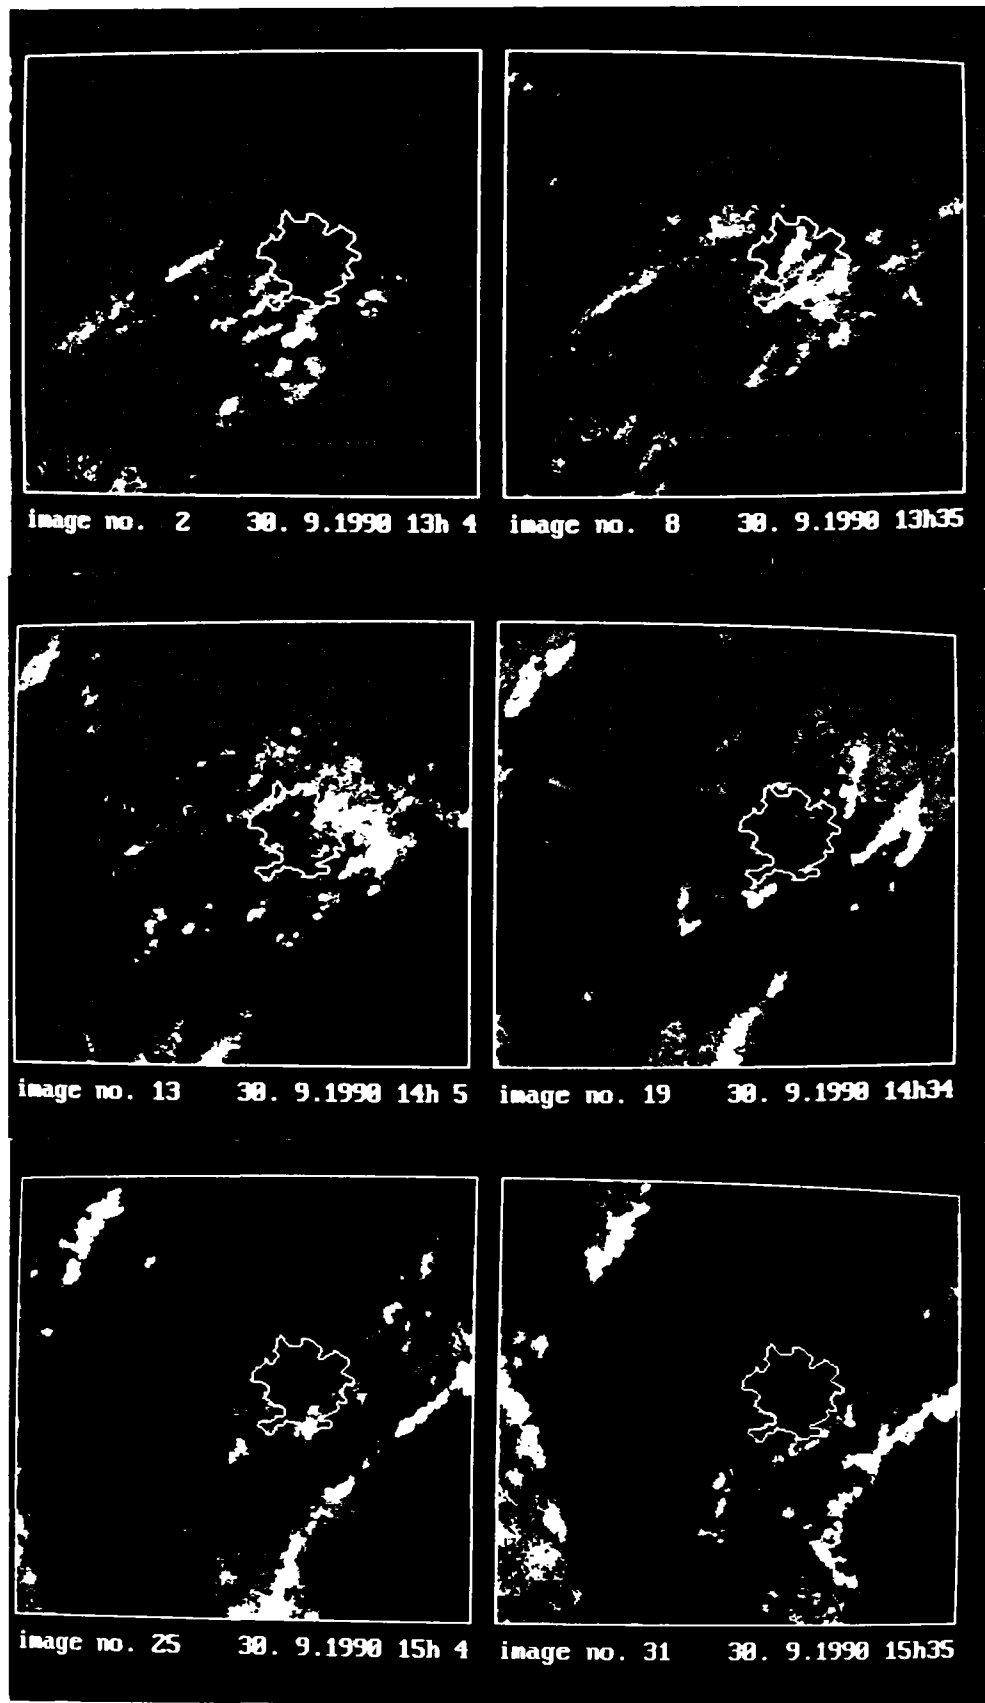 image no. 2 30. 9.1990 13h 4
image no. 8 30. 9.1990 13h35
image no. 13 30. 9.1990 14h 5
image no. 19 30. 9.1990 14h34
image no. 25 30. 9.1990 15h 4
image no. 31 30. 9.1990 15h35